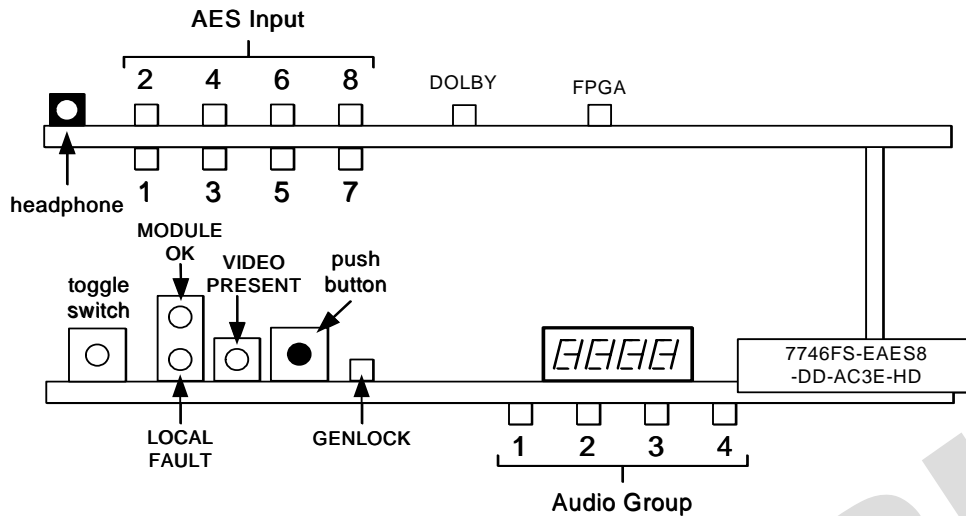 AES Input
2 4 6 8
DOLBY
FPGA
1 3 5 7
headphone
MODULE
OK
VIDEO
PRESENT
push
button
toggle
switch
7746FS-EAES8
-DD-AC3E-HD
LOCAL
FAULT
GENLOCK
1 2 3 4
Audio Group